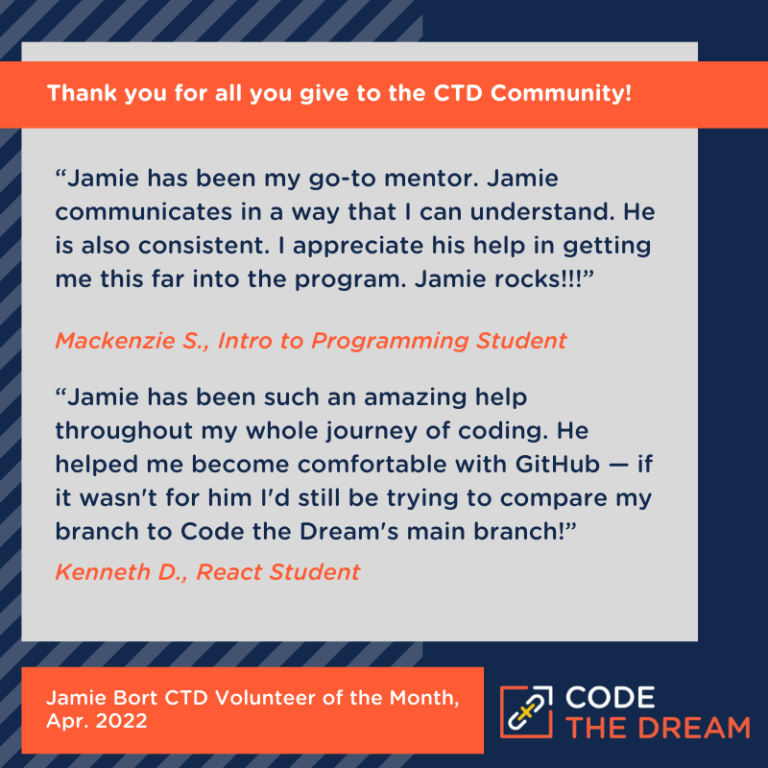 Thank you for all you give to the CTD Community!
“Jamie has been my go-to mentor. Jamie
communicates in a way that I can understand. He
is also consistent. I appreciate his help in getting
me this far into the program. Jamie rocks!!!”
Mackenzie S., Intro to Programming Student
“Jamie has been such an amazing help
throughout my whole journey of coding. He
helped me become comfortable with GitHub — if
it wasn't for him I'd still be trying to compare my
branch to Code the Dream's main branch!”
Kenneth D., React Student
Jamie Bort CTD Volunteer of the Month,
Apr. 2022
CODE
THE DREAM